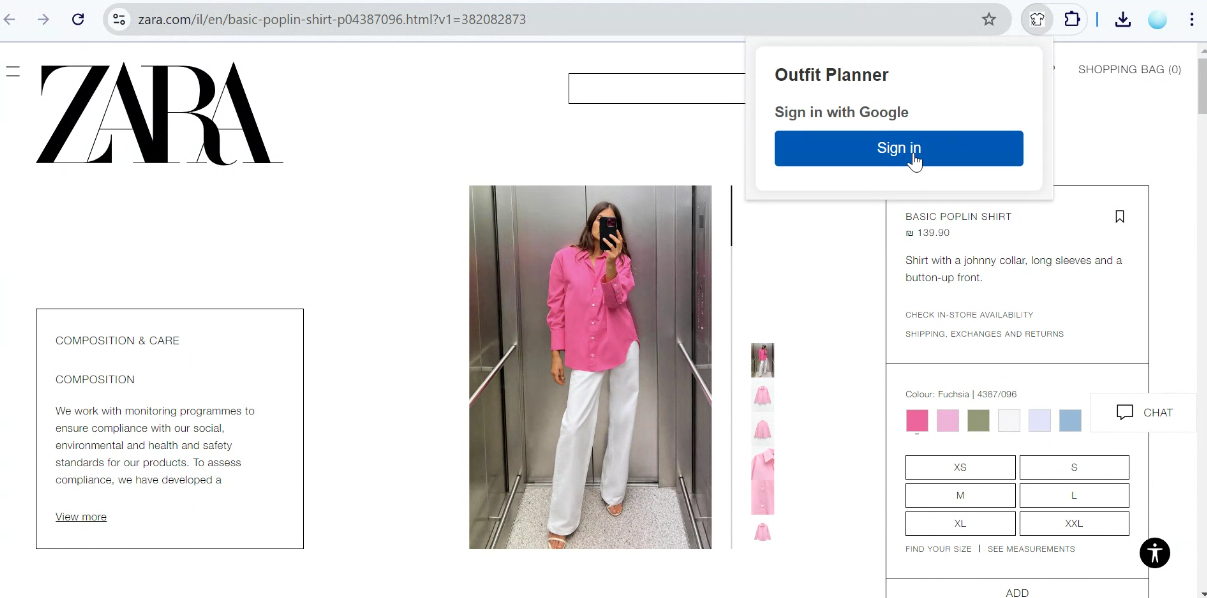 zara.com/il/en/basic-poplin-shirt-p04387096.html?v1=382082873
ZARA
SHOPPING BAG (0)
Outfit Planner
Sign in with Google
Sign in
BASIC POPLIN SHIRT
₪ 139.90
Shirt with a johnny collar, long sleeves and a
button-up front.
CHECK IN-STORE AVAILABILITY
SHIPPING, EXCHANGES AND RETURNS
COMPOSITION & CARE
COMPOSITION
We work with monitoring programmes to
ensure compliance with our social,
environmental and health and safety
standards for our products. To assess
compliance, we have developed a
View more
Colour: Fuchsia | 4387/096
CHAT
XS
S
M
L
XL
XXL
FIND YOUR SIZE | SEE MEASUREMENTS
ADD